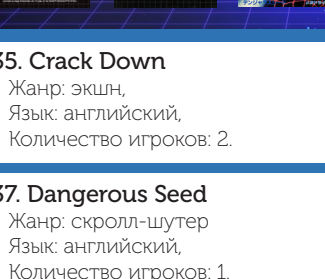 35. Crack Down
Жанр: экшн,
Язык: английский,
Количество игроков: 2.
37. Dangerous Seed
Жанр: скролл-шутер
Язык: английский,
Количество игроков: 1.